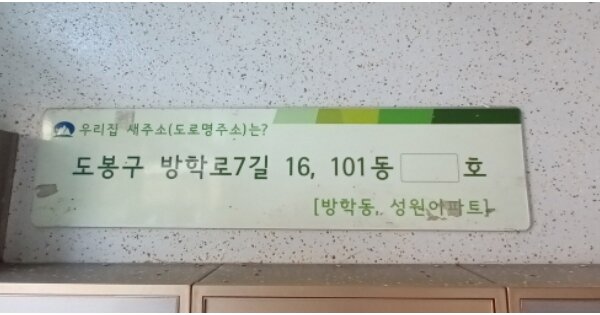 우리집 새주소(도로명주소)는?
도봉구 방학로7길 16, 101동 호
[방학동, 성원아파트]